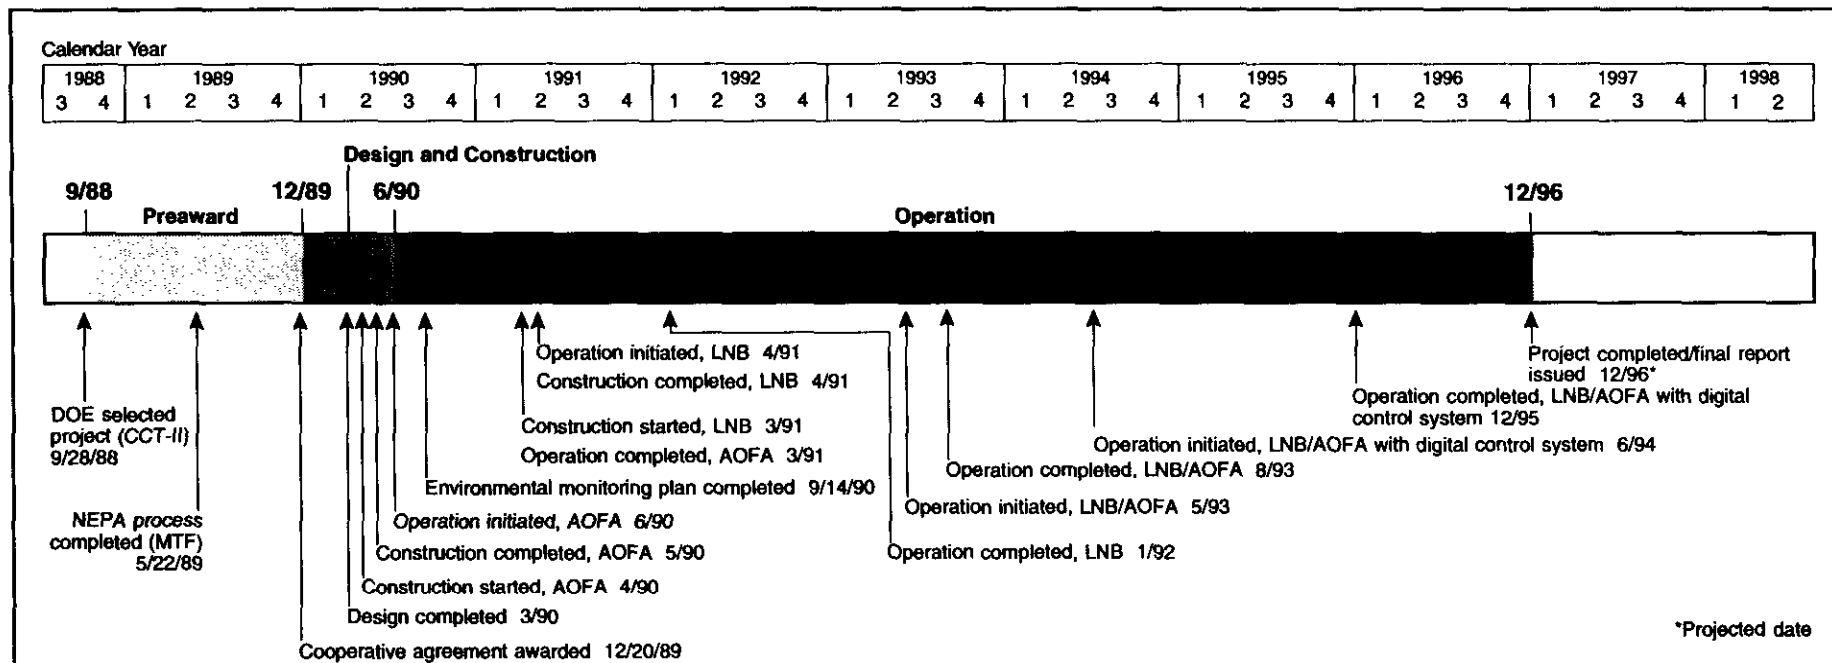 Calendar Year
1988 1989 1990 1991 1992 1993 1994 1995 1996 1997 1998
3 4 1 2 3 4 1 2 3 4 1 2 3 4 1 2 3 4 1 2 3 4 1 2 3 4 1 2 3 4 1 2 3 4 1 2 3 4 1 2
Design and Construction
9/88 12/89 6/90 12/96
Preaward Operation
DOE selected
project (CCT-II)
9/28/88
NEPA process
completed (MTF)
5/22/89
Cooperative agreement awarded 12/20/89
Design completed 3/90
Construction started, AOFA 4/90
Construction completed, AOFA 5/90
Operation initiated, AOFA 6/90
Environmental monitoring plan completed 9/14/90
Construction started, LNB 3/91
Operation completed, AOFA 3/91
Operation initiated, LNB 4/91
Construction completed, LNB 4/91
Operation completed, LNB 1/92
Operation initiated, LNB/AOFA 5/93
Operation completed, LNB/AOFA 8/93
Operation initiated, LNB/AOFA with digital control system 6/94
Operation completed, LNB/AOFA with digital
control system 12/95
Project completed/final report
issued 12/96*
*Projected date